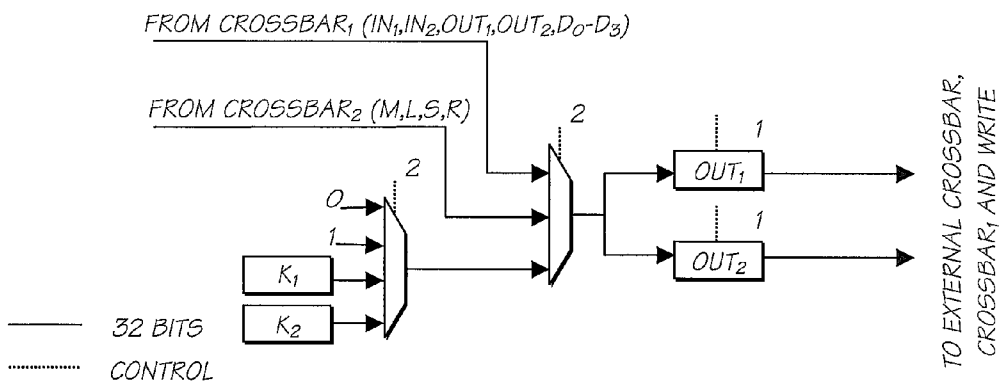 FROM CROSSBAR₁ (IN₁,IN₂,OUT₁,OUT₂,D₀-D₃)
FROM CROSSBAR₂ (M,L,S,R)
2
2
1
OUT₁
1
OUT₂
0
1
K₁
K₂
32 BITS
CONTROL
TO EXTERNAL CROSSBAR,
CROSSBAR₁ AND WRITE